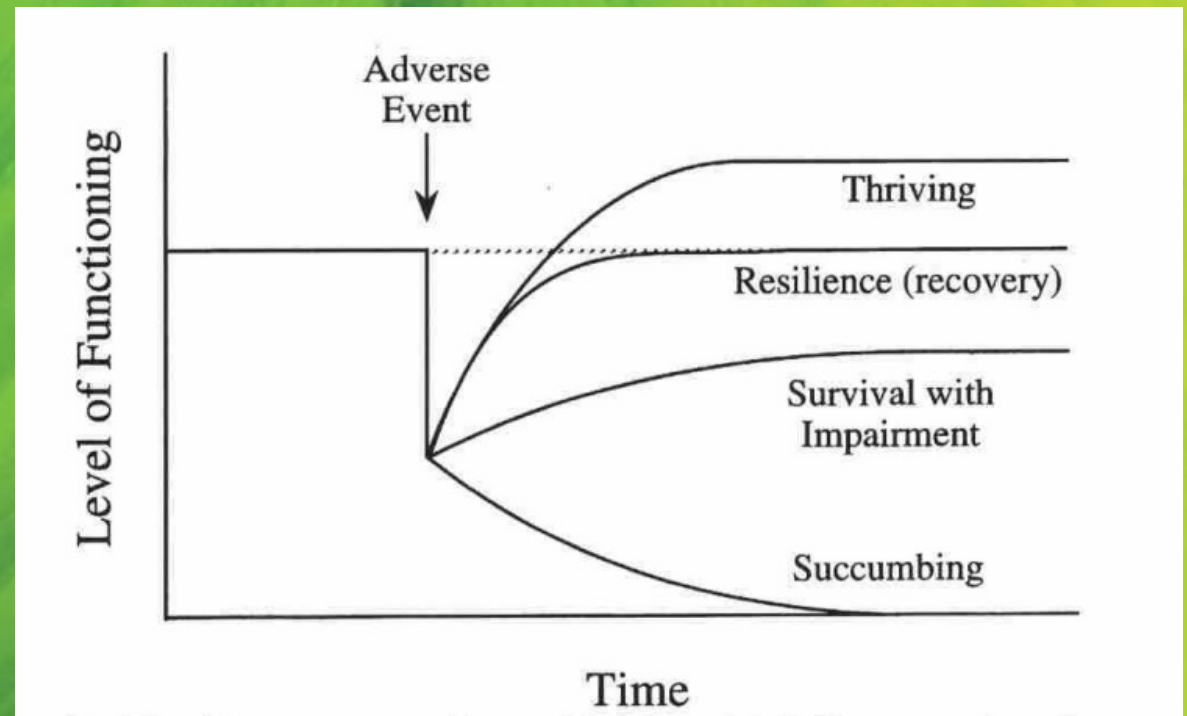 Adverse
Event
Thriving
Resilience (recovery)
Survival with
Impairment
Succumbing
Level of Functioning
Time